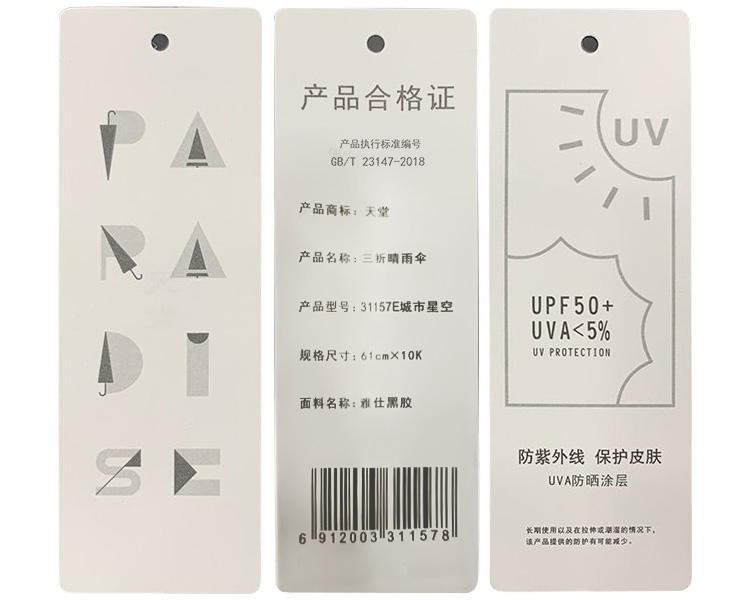 PA
RA
DI
SE
产品合格证
产品执行标准编号
GB/T 23147-2018
产品商标：天堂
产品名称：三折晴雨伞
产品型号：31157E城市星空
规格尺寸：61cm×10K
面料名称：雅仕黑胶
6 912003 311578
UV
UPF50+
UVA<5%
UV PROTECTION
防紫外线 保护皮肤
UVA防晒涂层
长期使用以及在拉伸或潮湿的情况下，
该产品提供的防护有可能减少。